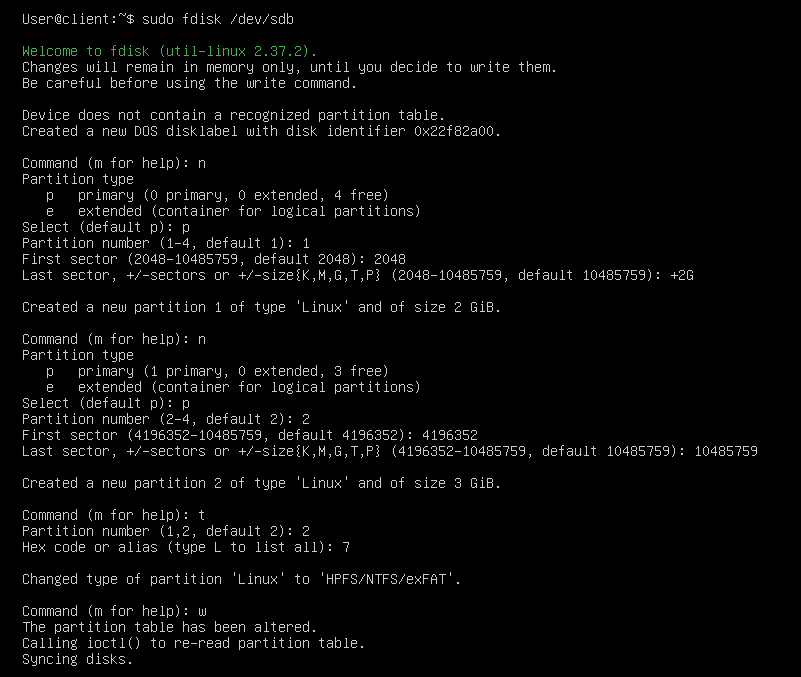 User@client:~$ sudo fdisk /dev/sdb
Welcome to fdisk (util-linux 2.37.2).
Changes will remain in memory only, until you decide to write them.
Be careful before using the write command.
Device does not contain a recognized partition table.
Created a new DOS disklabel with disk identifier 0x22f82a00.
Command (m for help): n
Partition type
   p   primary (0 primary, 0 extended, 4 free)
   e   extended (container for logical partitions)
Select (default p): p
Partition number (1-4, default 1): 1
First sector (2048-10485759, default 2048): 2048
Last sector, +/-sectors or +/-size{K,M,G,T,P} (2048-10485759, default 10485759): +2G
Created a new partition 1 of type 'Linux' and of size 2 GiB.
Command (m for help): n
Partition type
   p   primary (1 primary, 0 extended, 3 free)
   e   extended (container for logical partitions)
Select (default p): p
Partition number (2-4, default 2): 2
First sector (4196352-10485759, default 4196352): 4196352
Last sector, +/-sectors or +/-size{K,M,G,T,P} (4196352-10485759, default 10485759): 10485759
Created a new partition 2 of type 'Linux' and of size 3 GiB.
Command (m for help): t
Partition number (1,2, default 2): 2
Hex code or alias (type L to list all): 7
Changed type of partition 'Linux' to 'HPFS/NTFS/exFAT'.
Command (m for help): w
The partition table has been altered.
Calling ioctl() to re-read partition table.
Syncing disks.